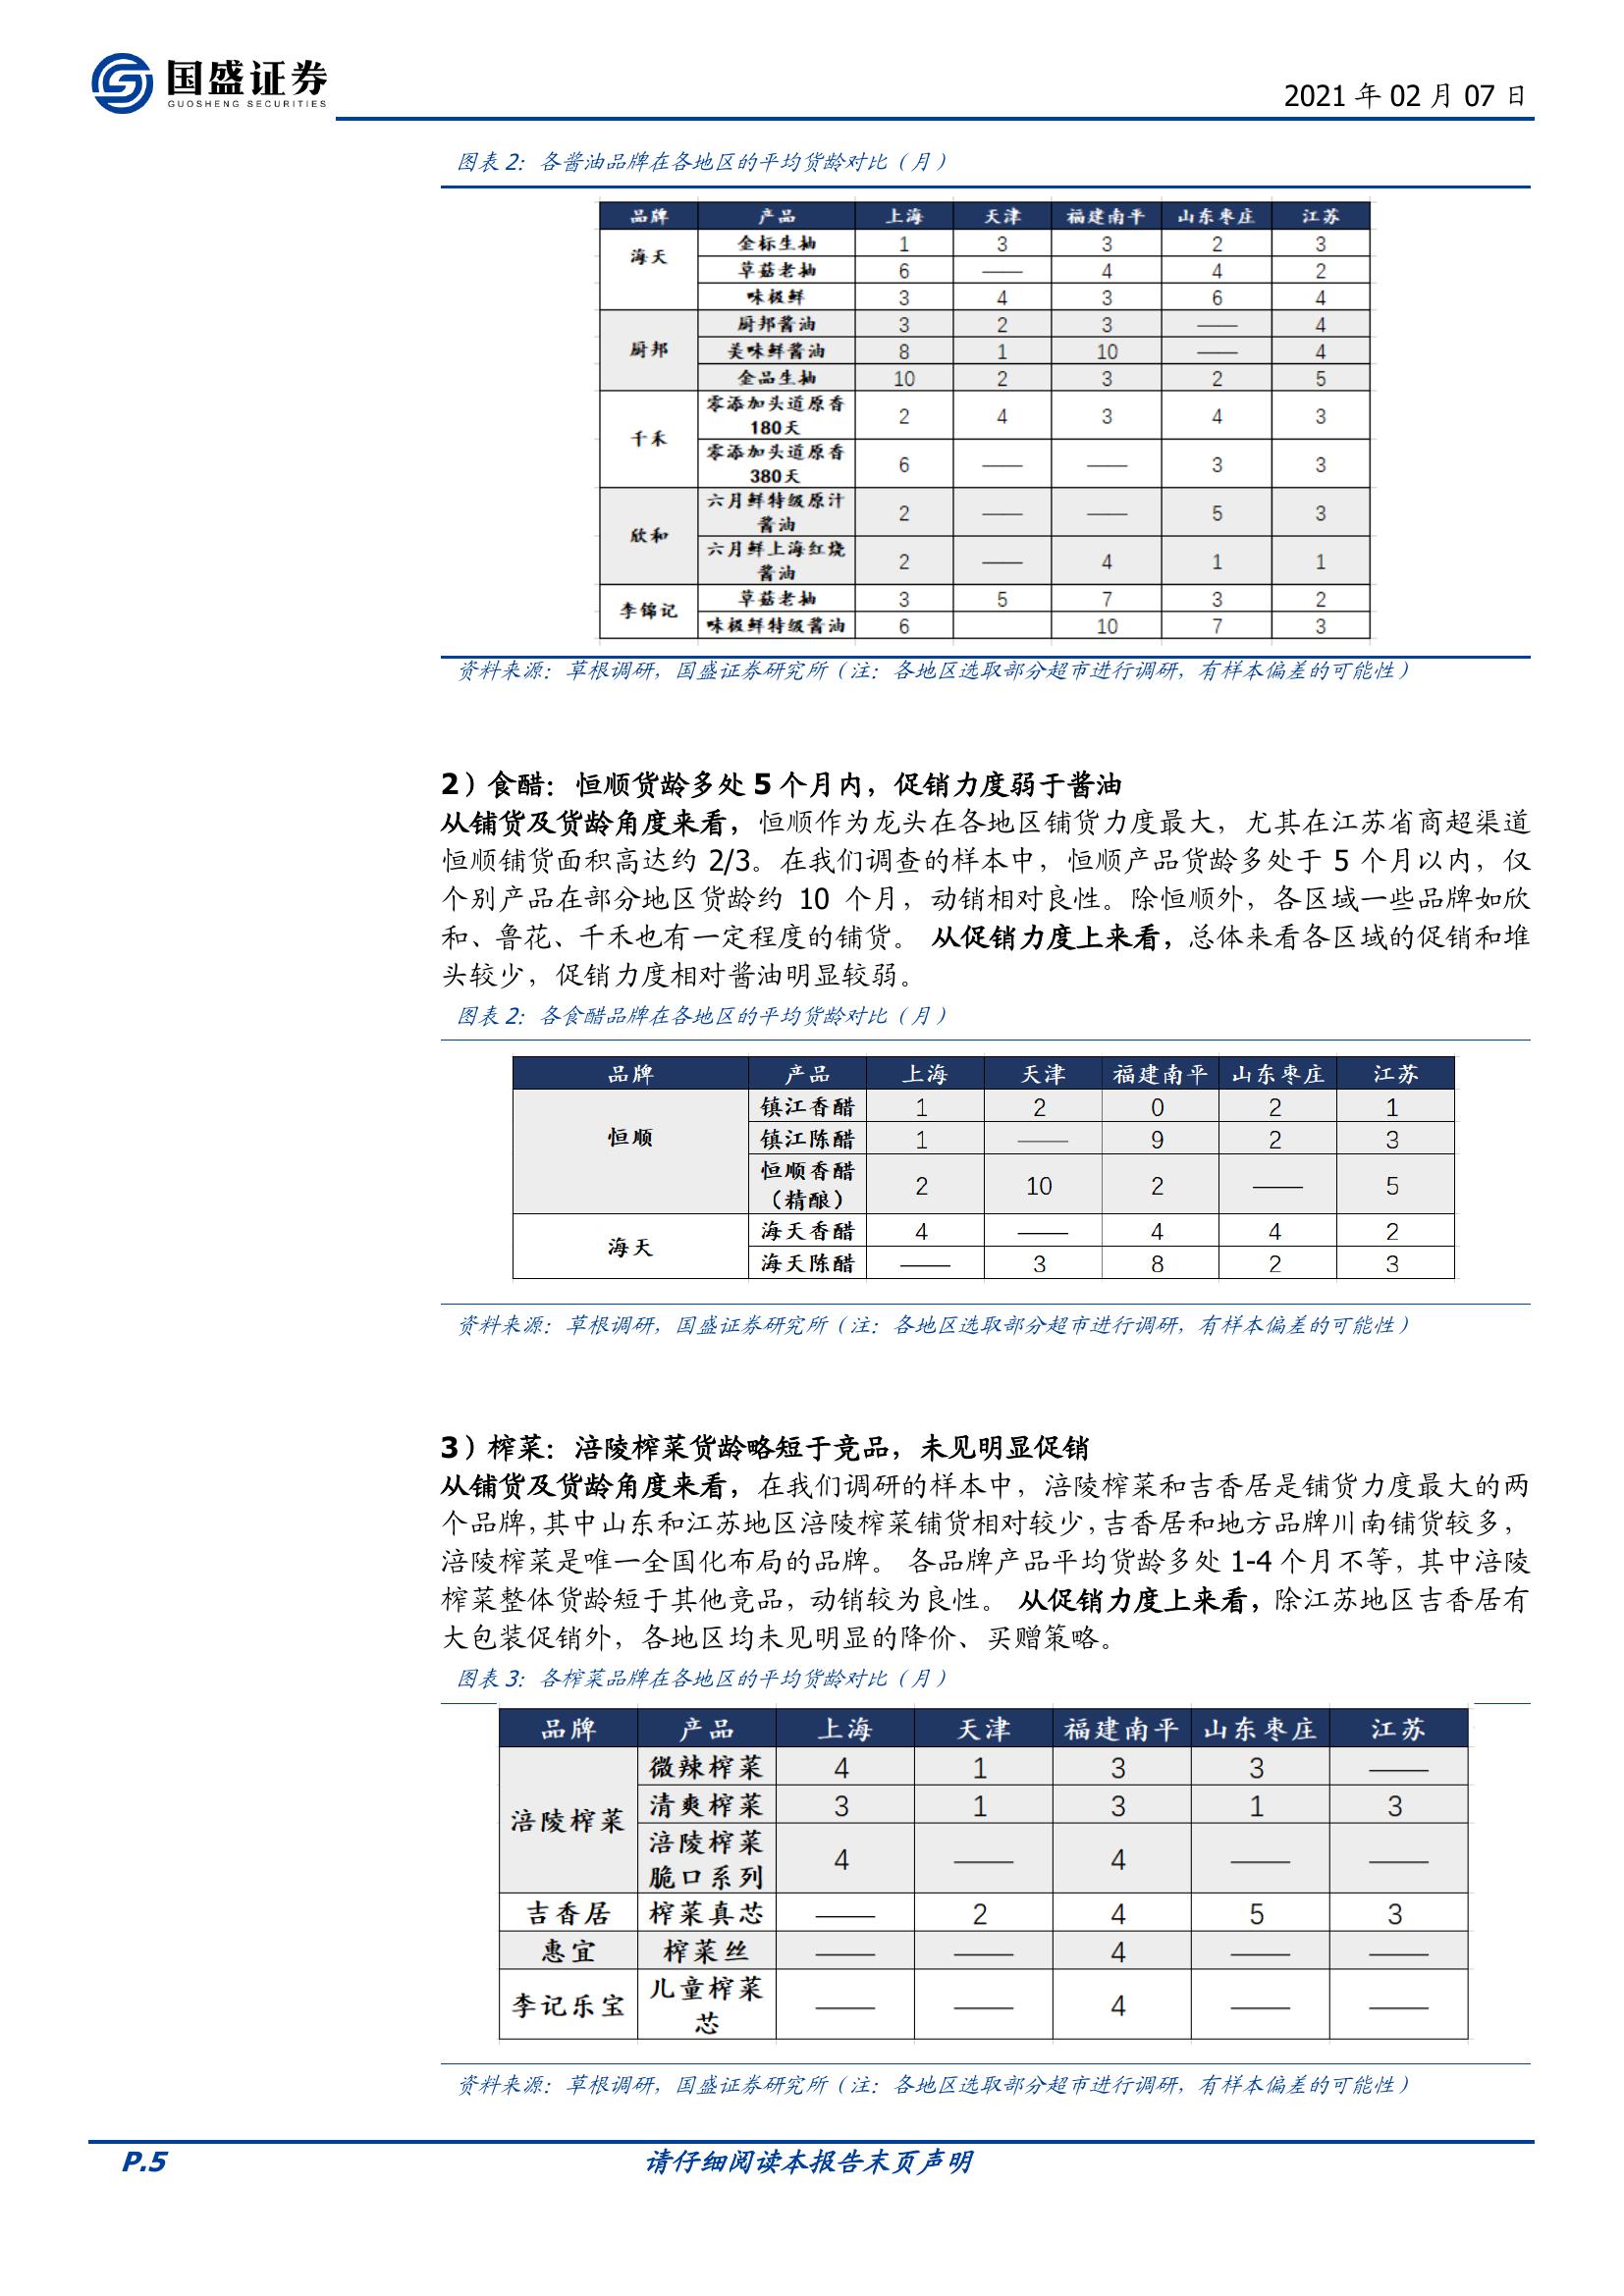 国盛证券
GUOSHENG SECURITIES
2021 年 02 月 07 日
图表 2：各酱油品牌在各地区的平均货龄对比（月）
品牌 产品 上海 天津 福建南平 山东枣庄 江苏
海天
金标生抽 1 3 3 2 3
草菇老抽 6 —— 4 4 2
味极鲜 3 4 3 6 4
厨邦
厨邦酱油 3 2 3 —— 4
美味鲜酱油 8 1 10 —— 4
金品生抽 10 2 3 2 5
千禾
零添加头道原香
180天 2 4 3 4 3
零添加头道原香
380天 6 —— —— 3 3
欣和
六月鲜特级原汁
酱油 2 —— —— 5 3
六月鲜上海红烧
酱油 2 —— 4 1 1
李锦记
草菇老抽 3 5 7 3 2
味极鲜特级酱油 6 10 7 3
资料来源：草根调研，国盛证券研究所（注：各地区选取部分超市进行调研，有样本偏差的可能性）
2）食醋：恒顺货龄多处 5 个月内，促销力度弱于酱油
从铺货及货龄角度来看，恒顺作为龙头在各地区铺货力度最大，尤其在江苏省商超渠道
恒顺铺货面积高达约 2/3。在我们调查的样本中，恒顺产品货龄多处于 5 个月以内，仅
个别产品在部分地区货龄约 10 个月，动销相对良性。除恒顺外，各区域一些品牌如欣
和、鲁花、千禾也有一定程度的铺货。 从促销力度上来看，总体来看各区域的促销和堆
头较少，促销力度相对酱油明显较弱。
图表 2：各食醋品牌在各地区的平均货龄对比（月）
品牌 产品 上海 天津 福建南平 山东枣庄 江苏
恒顺
镇江香醋 1 2 0 2 1
镇江陈醋 1 —— 9 2 3
恒顺香醋
（精酿） 2 10 2 —— 5
海天
海天香醋 4 —— 4 4 2
海天陈醋 —— 3 8 2 3
资料来源：草根调研，国盛证券研究所（注：各地区选取部分超市进行调研，有样本偏差的可能性）
3）榨菜：涪陵榨菜货龄略短于竞品，未见明显促销
从铺货及货龄角度来看，在我们调研的样本中，涪陵榨菜和吉香居是铺货力度最大的两
个品牌，其中山东和江苏地区涪陵榨菜铺货相对较少，吉香居和地方品牌川南铺货较多，
涪陵榨菜是唯一全国化布局的品牌。 各品牌产品平均货龄多处 1-4 个月不等，其中涪陵
榨菜整体货龄短于其他竞品，动销较为良性。 从促销力度上来看，除江苏地区吉香居有
大包装促销外，各地区均未见明显的降价、买赠策略。
图表 3：各榨菜品牌在各地区的平均货龄对比（月）
品牌 产品 上海 天津 福建南平 山东枣庄 江苏
涪陵榨菜
微辣榨菜 4 1 3 3 ——
清爽榨菜 3 1 3 1 3
涪陵榨菜
脆口系列 4 —— 4 —— ——
吉香居 榨菜真芯 —— 2 4 5 3
惠宜 榨菜丝 —— —— 4 —— ——
李记乐宝 儿童榨菜
芯 —— —— 4 —— ——
资料来源：草根调研，国盛证券研究所（注：各地区选取部分超市进行调研，有样本偏差的可能性）
P.5
请仔细阅读本报告末页声明